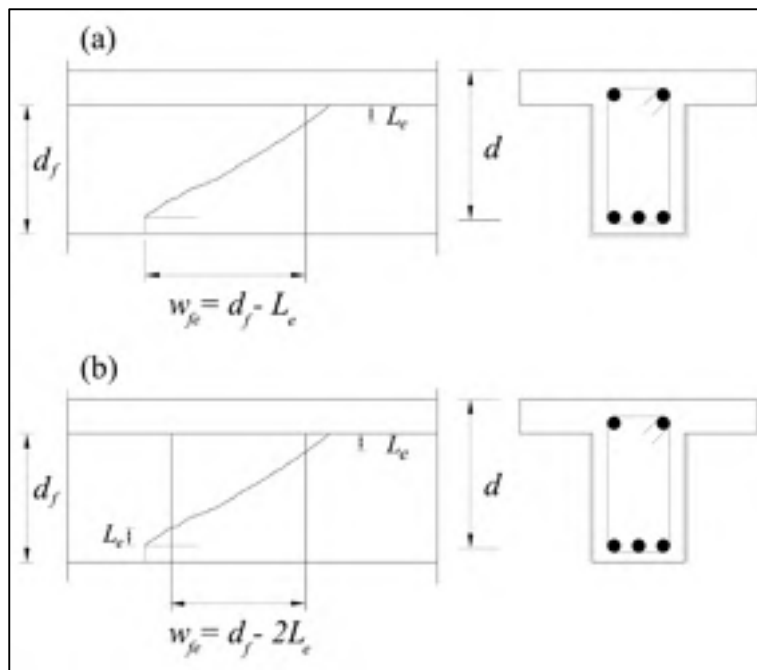 (a)
L_e
d_f
d
w_fe = d_f - L_e
(b)
L_e
d_f
d
L_e
w_fe = d_f - 2L_e